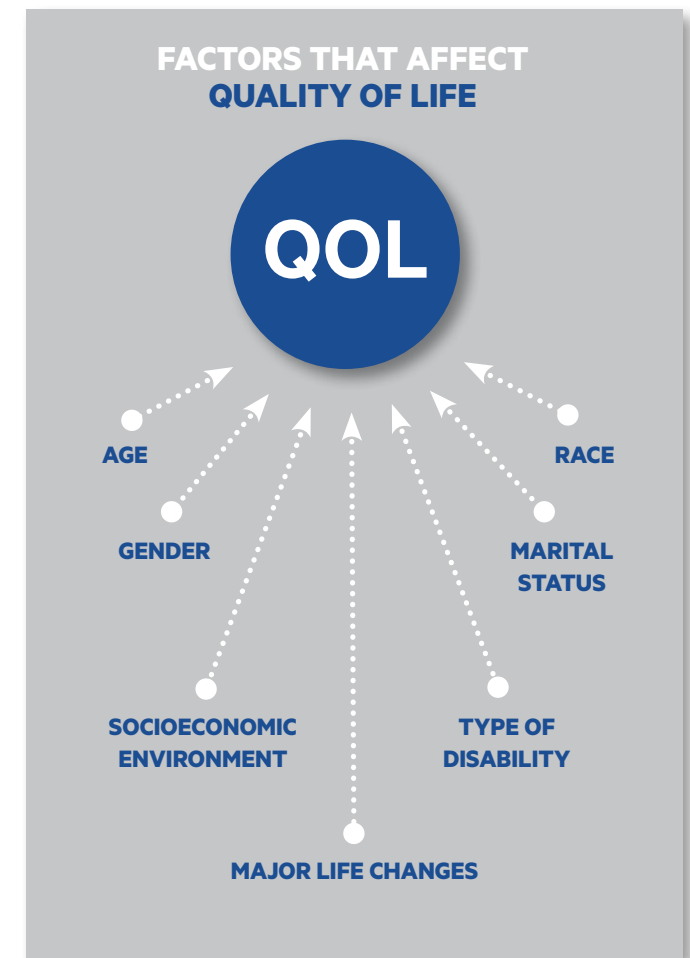 FACTORS THAT AFFECT
QUALITY OF LIFE
QOL
AGE
RACE
GENDER
MARITAL
STATUS
SOCIOECONOMIC
ENVIRONMENT
TYPE OF
DISABILITY
MAJOR LIFE CHANGES